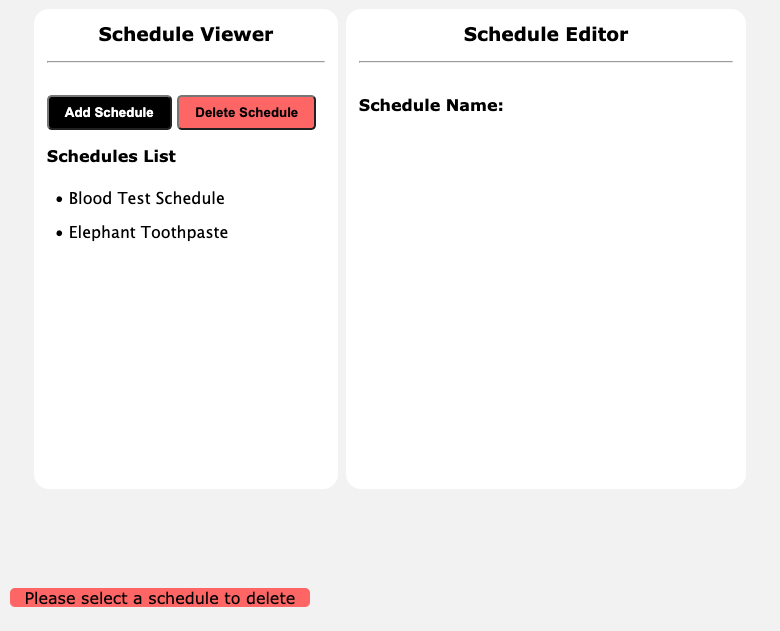 Schedule Viewer
Add Schedule
Delete Schedule
Schedules List
• Blood Test Schedule
• Elephant Toothpaste
Schedule Editor
Schedule Name:
Please select a schedule to delete